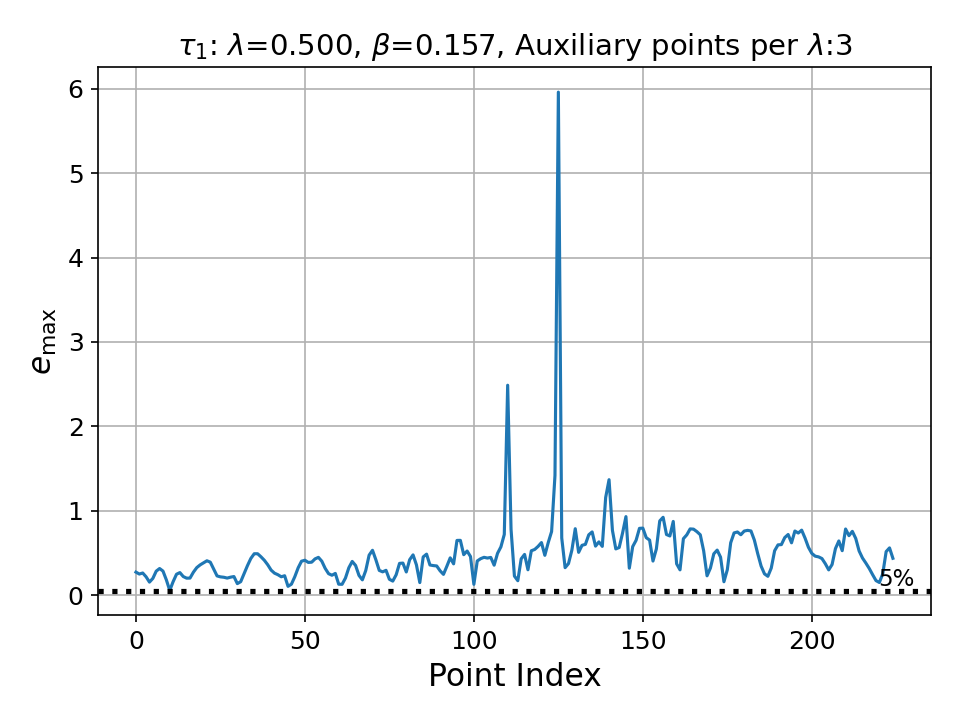 τ₁: λ=0.500, β=0.157, Auxiliary points per λ:3
6
5
4
3
2
1
0
e_max
5%
0 50 100 150 200
Point Index